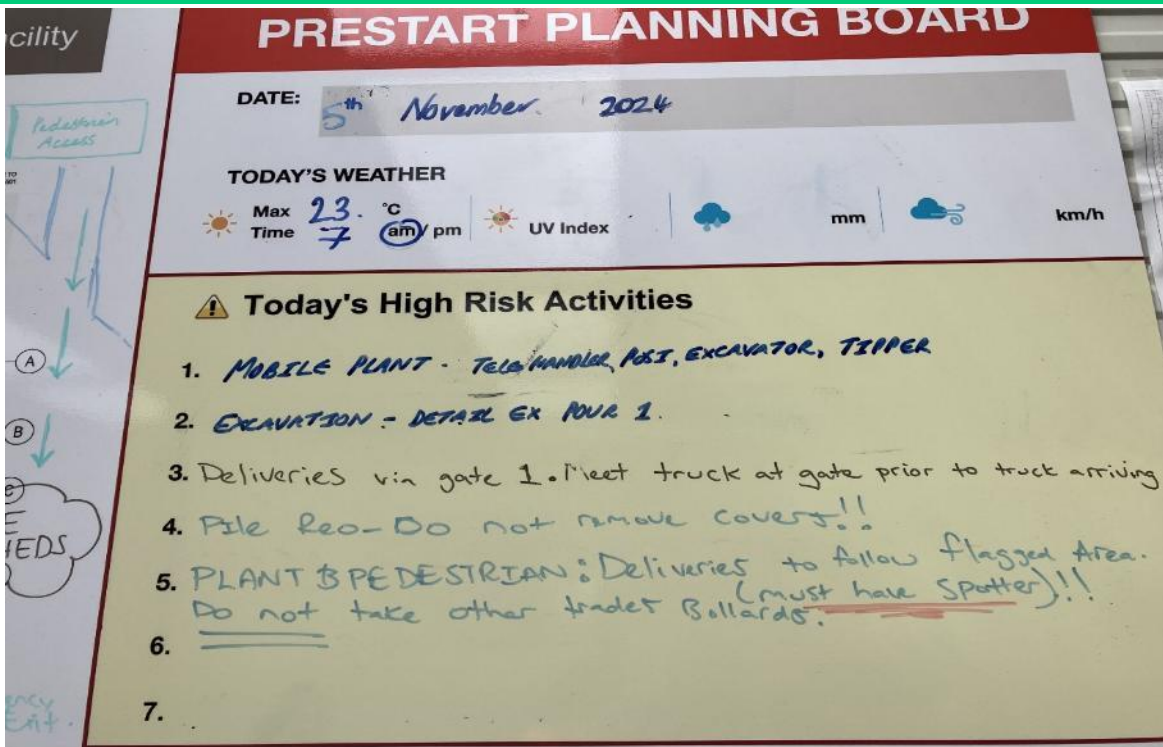 cility
PRESTART PLANNING BOARD
DATE: 5th November 2024
Pedestrian
Access
TODAY'S WEATHER
Max 23. °C
Time 7 am / pm
UV Index
mm
km/h
Today's High Risk Activities
1. MOBILE PLANT - TELEHANDLER, POSI, EXCAVATOR, TIPPER
2. EXCAVATION - DETAIL EX POUR 1.
3. Deliveries via gate 1. Meet truck at gate prior to truck arriving
4. Pile Reo - Do not remove covers!!
5. PLANT & PEDESTRIAN: Deliveries to follow flagged Area.
(must have Spotter)!!
Do not take other trades Bollards.
6.
7.
A
B
C
E
HEDS
ency
Exit.